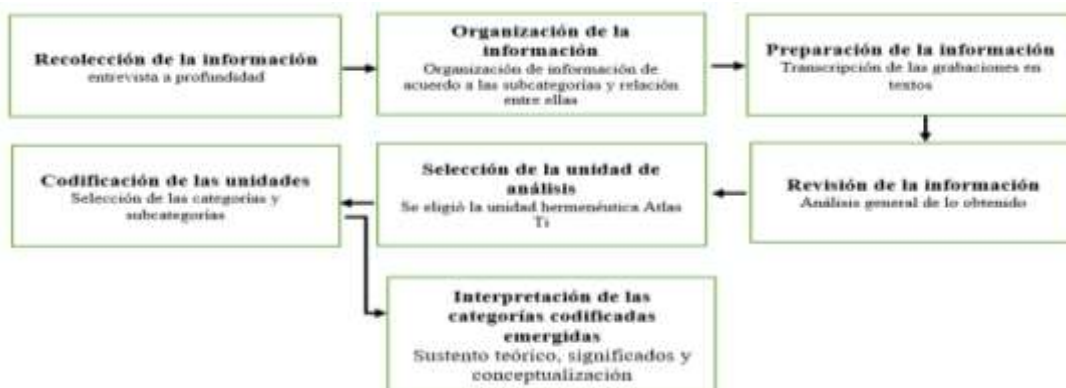 Recolección de la información
entrevista a profundidad
Organización de la
información
Organización de información de
acuerdo a las subcategorías y relación
entre ellas
Preparación de la información
Transcripción de las grabaciones en
textos
Revisión de la información
Análisis general de lo obtenido
Selección de la unidad de
análisis
Se eligió la unidad hermenéutica Atlas
Ti
Codificación de las unidades
Selección de las categorías y
subcategorías
Interpretación de las
categorías codificadas
emergidas
Sustento teórico, significados y
conceptualización